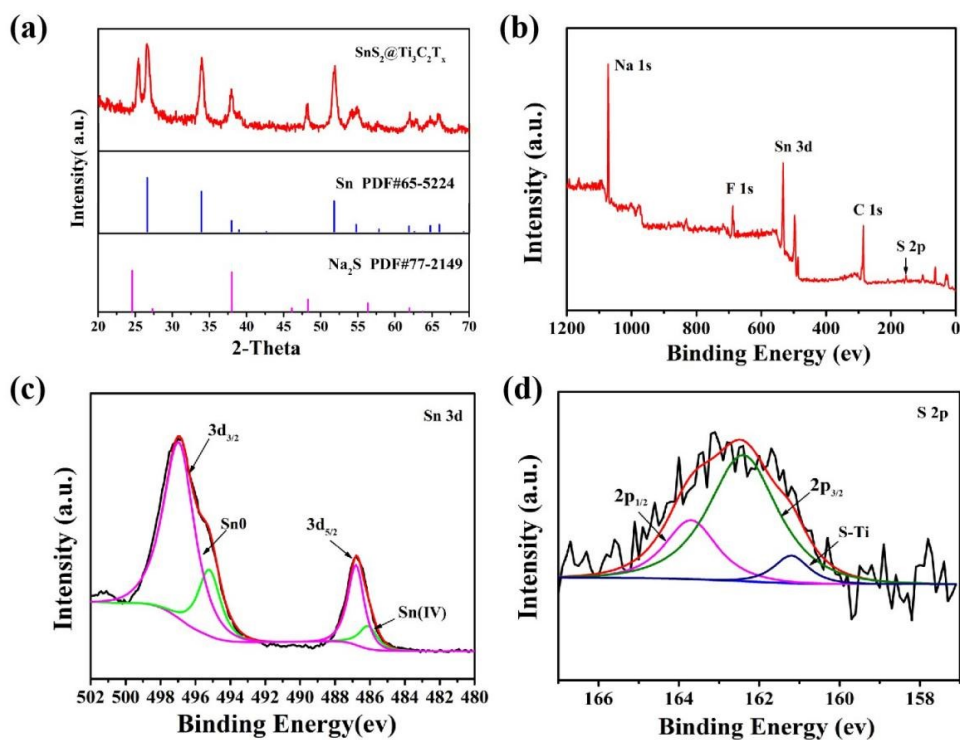 (a)
SnS₂@Ti₃C₂Tₓ
Sn PDF#65-5224
Na₂S PDF#77-2149
Intensity( a.u.)
20 25 30 35 40 45 50 55 60 65 70
2-Theta
(b)
Na 1s
Sn 3d
F 1s
C 1s
S 2p
Intensity (a.u.)
1200 1000 800 600 400 200 0
Binding Energy (ev)
(c)
Sn 3d
3d₃/₂
Sn0
3d₅/₂
Sn(IV)
Intensity (a.u.)
502 500 498 496 494 492 490 488 486 484 482 480
Binding Energy(ev)
(d)
S 2p
2p₁/₂
2p₃/₂
S-Ti
Intensity (a.u.)
166 164 162 160 158
Binding Energy (ev)